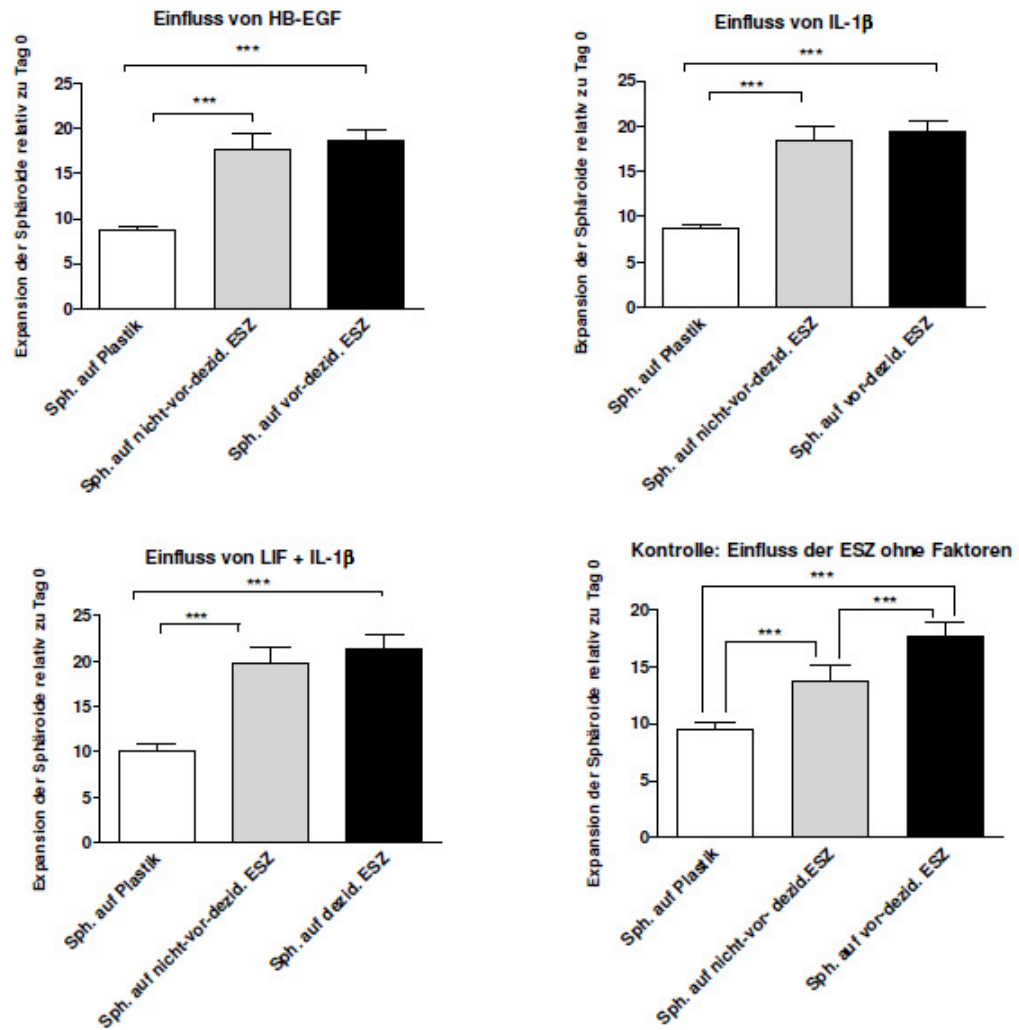 Einfluss von HB-EGF
Expansion der Sphäroide relativ zu Tag 0
25
20
15
10
5
0
***
***
Sph. auf Plastik
Sph. auf nicht-vor-dezid. ESZ
Sph. auf vor-dezid. ESZ
Einfluss von IL-1β
Expansion der Sphäroide relativ zu Tag 0
25
20
15
10
5
0
***
***
Sph. auf Plastik
Sph. auf nicht-vor-dezid. ESZ
Sph. auf vor-dezid. ESZ
Einfluss von LIF + IL-1β
Expansion der Sphäroide relativ zu Tag 0
25
20
15
10
5
0
***
***
Sph. auf Plastik
Sph. auf nicht-vor-dezid. ESZ
Sph. auf dezid. ESZ
Kontrolle: Einfluss der ESZ ohne Faktoren
Expansion der Sphäroide relativ zu Tag 0
20
15
10
5
0
***
***
***
Sph. auf Plastik
Sph. auf nicht-vor- dezid.ESZ
Sph. auf vor-dezid. ESZ